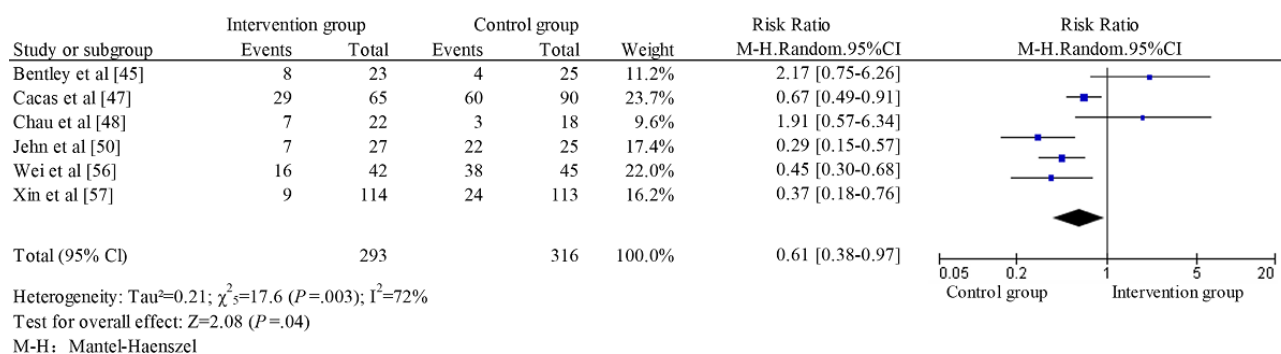 Intervention group Control group Risk Ratio Risk Ratio
Study or subgroup Events Total Events Total Weight M-H.Random.95%CI M-H.Random.95%CI
Bentley et al [45] 8 23 4 25 11.2% 2.17 [0.75-6.26]
Cacas et al [47] 29 65 60 90 23.7% 0.67 [0.49-0.91]
Chau et al [48] 7 22 3 18 9.6% 1.91 [0.57-6.34]
Jehn et al [50] 7 27 22 25 17.4% 0.29 [0.15-0.57]
Wei et al [56] 16 42 38 45 22.0% 0.45 [0.30-0.68]
Xin et al [57] 9 114 24 113 16.2% 0.37 [0.18-0.76]
Total (95% Cl) 293 316 100.0% 0.61 [0.38-0.97]
0.05 0.2 1 5 20
Control group Intervention group
Heterogeneity: Tau²=0.21; χ²₅=17.6 (P=.003); I²=72%
Test for overall effect: Z=2.08 (P=.04)
M-H: Mantel-Haenszel